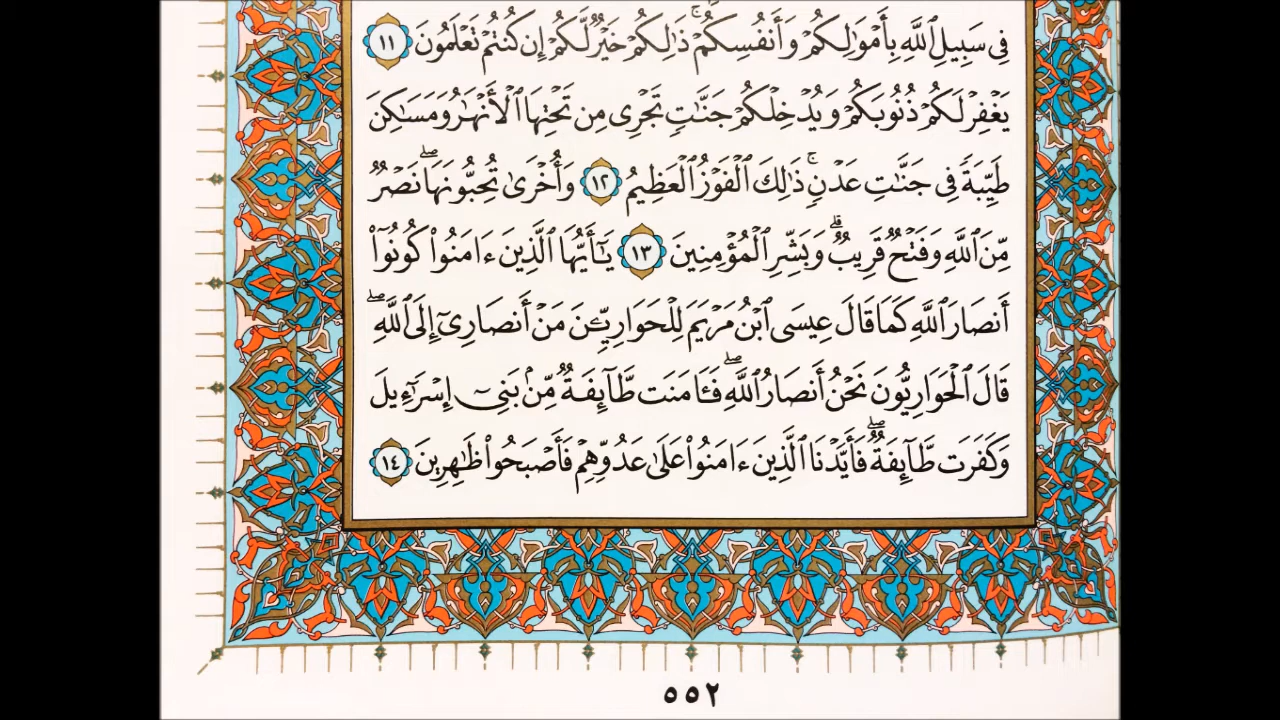 فِى سَبِيلِ ٱللَّهِ بِأَمۡوَٰلِكُمۡ وَأَنفُسِكُمۡۚ ذَٰلِكُمۡ خَيۡرٞ لَّكُمۡ إِن كُنتُمۡ تَعۡلَمُونَ ١١
يَغۡفِرۡ لَكُمۡ ذُنُوبَكُمۡ وَيُدۡخِلۡكُمۡ جَنَّٰتٖ تَجۡرِى مِن تَحۡتِهَا ٱلۡأَنۡهَٰرُ وَمَسَٰكِنَ
طَيِّبَةٗ فِى جَنَّٰتِ عَدۡنٖۚ ذَٰلِكَ ٱلۡفَوۡزُ ٱلۡعَظِيمُ ١٢ وَأُخۡرَىٰ تُحِبُّونَهَاۖ نَصۡرٞ
مِّنَ ٱللَّهِ وَفَتۡحٞ قَرِيبٞۗ وَبَشِّرِ ٱلۡمُؤۡمِنِينَ ١٣ يَٰٓأَيُّهَا ٱلَّذِينَ ءَامَنُواْ كُونُوٓاْ
أَنصَارَ ٱللَّهِ كَمَا قَالَ عِيسَى ٱبۡنُ مَرۡيَمَ لِلۡحَوَارِيِّـۧنَ مَنۡ أَنصَارِىٓ إِلَى ٱللَّهِۖ
قَالَ ٱلۡحَوَارِيُّونَ نَحۡنُ أَنصَارُ ٱللَّهِۖ فَـَٔامَنَت طَّآئِفَةٞ مِّنۢ بَنِىٓ إِسۡرَٰٓءِيلَ
وَكَفَرَت طَّآئِفَةٞۖ فَأَيَّدۡنَا ٱلَّذِينَ ءَامَنُواْ عَلَىٰ عَدُوِّهِمۡ فَأَصۡبَحُواْ ظَٰهِرِينَ ١٤
٥٥٢